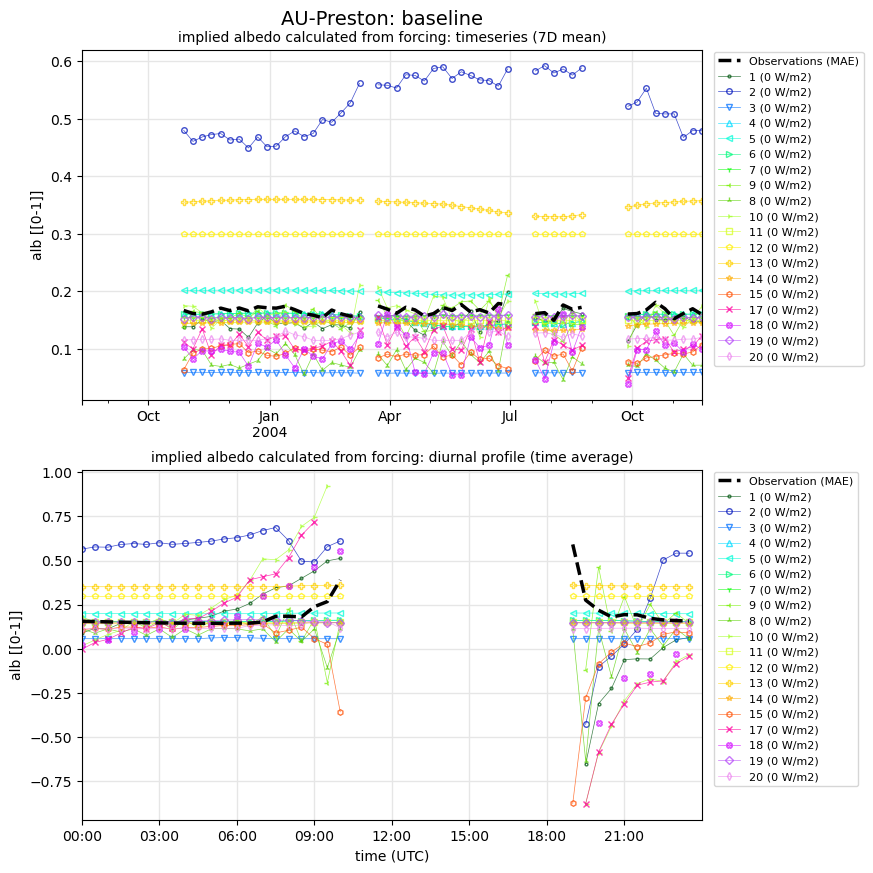 AU-Preston: baseline
implied albedo calculated from forcing: timeseries (7D mean)
alb [[0-1]]
0.6
0.5
0.4
0.3
0.2
0.1
Oct
Jan
2004
Apr
Jul
Oct
Observations (MAE)
1 (0 W/m2)
2 (0 W/m2)
3 (0 W/m2)
4 (0 W/m2)
5 (0 W/m2)
6 (0 W/m2)
7 (0 W/m2)
9 (0 W/m2)
8 (0 W/m2)
10 (0 W/m2)
11 (0 W/m2)
12 (0 W/m2)
13 (0 W/m2)
14 (0 W/m2)
15 (0 W/m2)
17 (0 W/m2)
18 (0 W/m2)
19 (0 W/m2)
20 (0 W/m2)
implied albedo calculated from forcing: diurnal profile (time average)
alb [[0-1]]
1.00
0.75
0.50
0.25
0.00
−0.25
−0.50
−0.75
00:00
03:00
06:00
09:00
12:00
15:00
18:00
21:00
time (UTC)
Observation (MAE)
1 (0 W/m2)
2 (0 W/m2)
3 (0 W/m2)
4 (0 W/m2)
5 (0 W/m2)
6 (0 W/m2)
7 (0 W/m2)
9 (0 W/m2)
8 (0 W/m2)
10 (0 W/m2)
11 (0 W/m2)
12 (0 W/m2)
13 (0 W/m2)
14 (0 W/m2)
15 (0 W/m2)
17 (0 W/m2)
18 (0 W/m2)
19 (0 W/m2)
20 (0 W/m2)